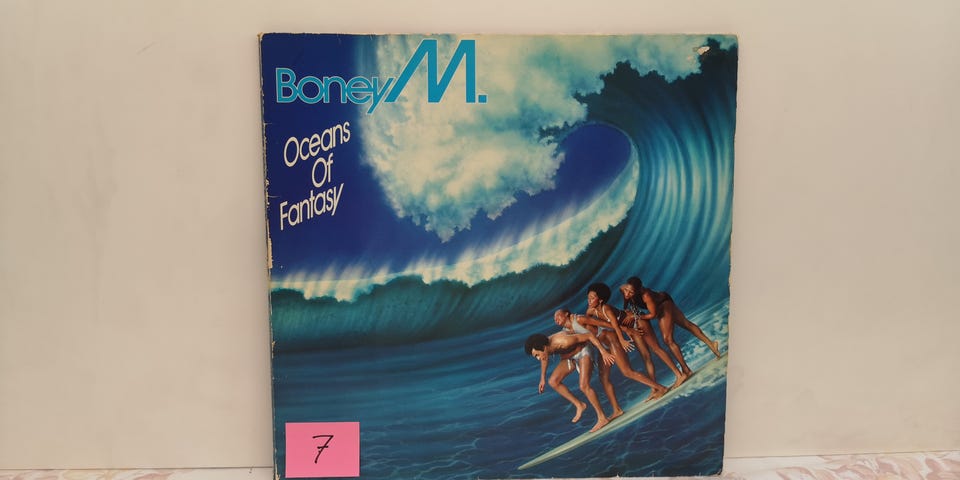 Boney M.
Oceans
Of
Fantasy
7